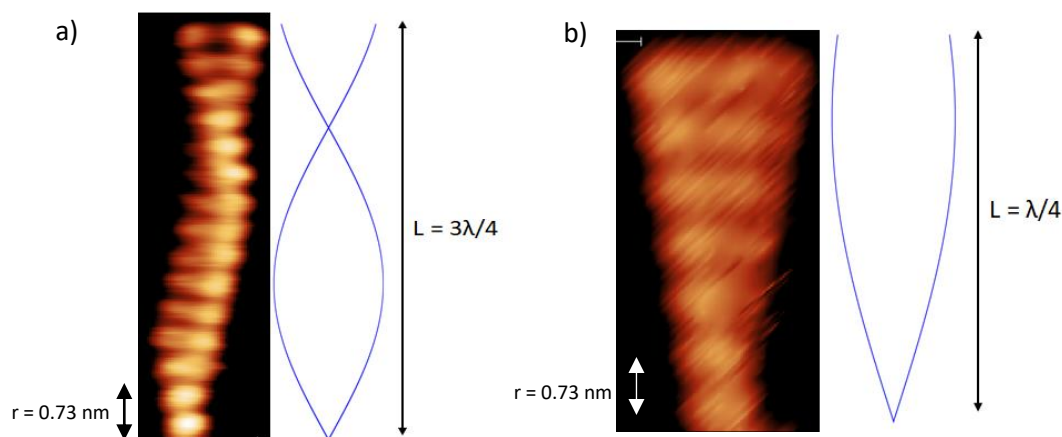 a)
b)
L = 3λ/4
L = λ/4
r = 0.73 nm
r = 0.73 nm